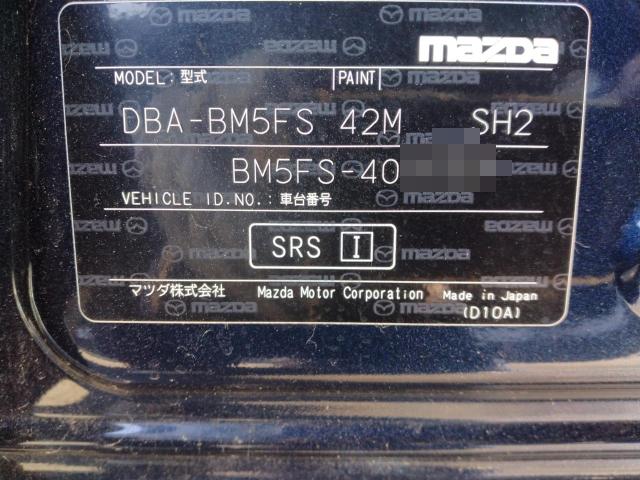 mazda
MODEL: 型式 PAINT
DBA-BM5FS 42M SH2
BM5FS-40
VEHICLE ID.NO.: 車台番号
SRS I
マツダ株式会社 Mazda Motor Corporation Made in Japan
(D10A)